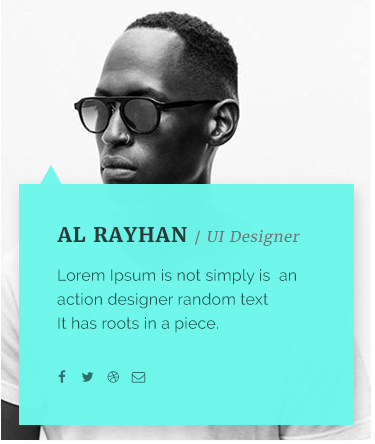 AL RAYHAN / UI Designer
Lorem Ipsum is not simply is an
action designer random text
It has roots in a piece.